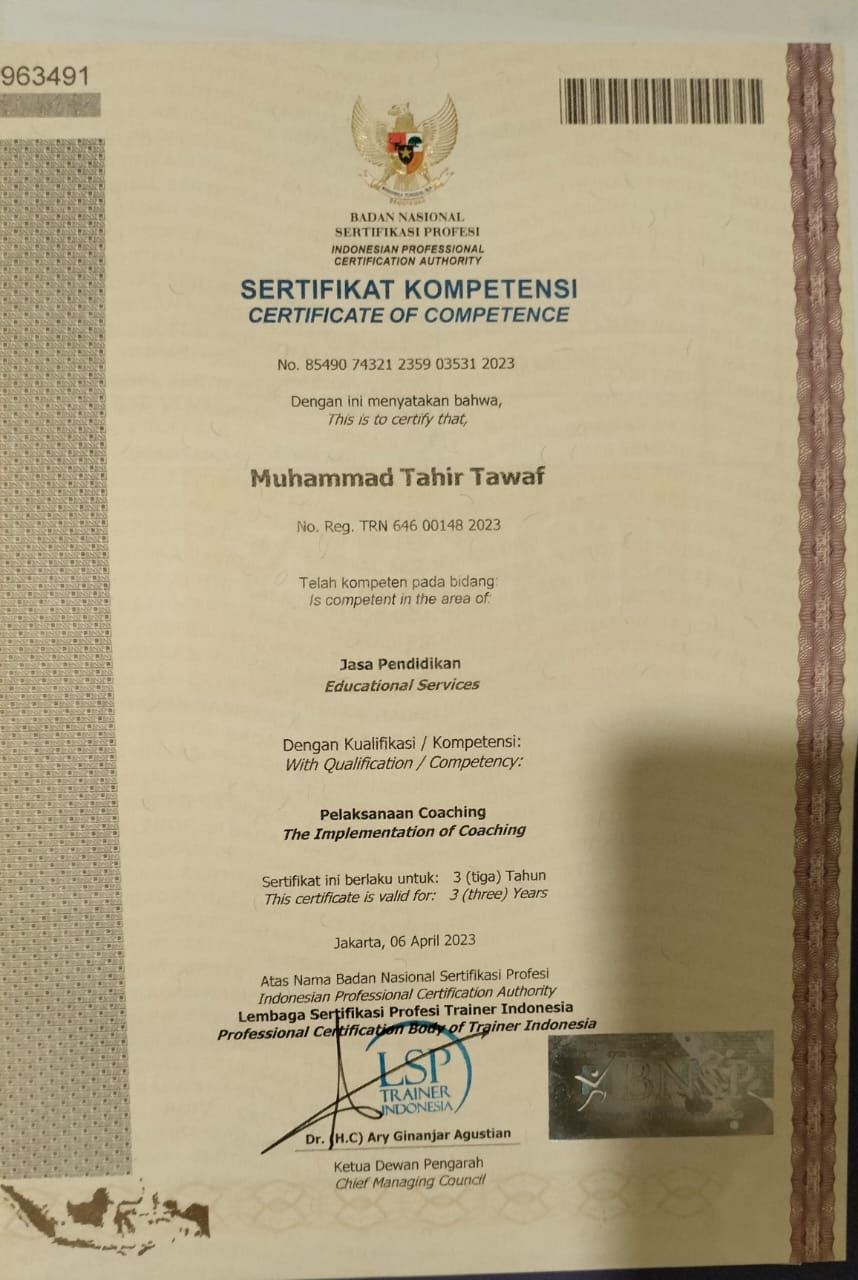 963491
BADAN NASIONAL
SERTIFIKASI PROFESI
INDONESIAN PROFESSIONAL
CERTIFICATION AUTHORITY
SERTIFIKAT KOMPETENSI
CERTIFICATE OF COMPETENCE
No. 85490 74321 2359 03531 2023
Dengan ini menyatakan bahwa,
This is to certify that,
Muhammad Tahir Tawaf
No. Reg. TRN 646 00148 2023
Telah kompeten pada bidang:
Is competent in the area of:
Jasa Pendidikan
Educational Services
Dengan Kualifikasi / Kompetensi:
With Qualification / Competency:
Pelaksanaan Coaching
The Implementation of Coaching
Sertifikat ini berlaku untuk: 3 (tiga) Tahun
This certificate is valid for: 3 (three) Years
Jakarta, 06 April 2023
Atas Nama Badan Nasional Sertifikasi Profesi
Indonesian Professional Certification Authority
Lembaga Sertifikasi Profesi Trainer Indonesia
Professional Certification Body of Trainer Indonesia
LSP
TRAINER
INDONESIA
BNSP
Dr. (H.C) Ary Ginanjar Agustian
Ketua Dewan Pengarah
Chief Managing Council